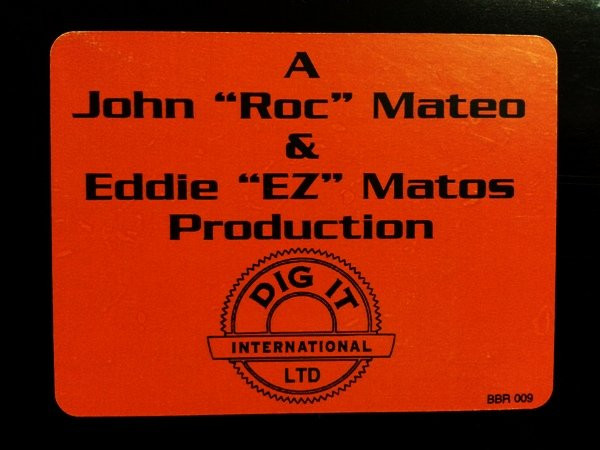 A
John “Roc” Mateo
&
Eddie “EZ” Matos
Production
DIG IT
INTERNATIONAL
LTD
BBR 009